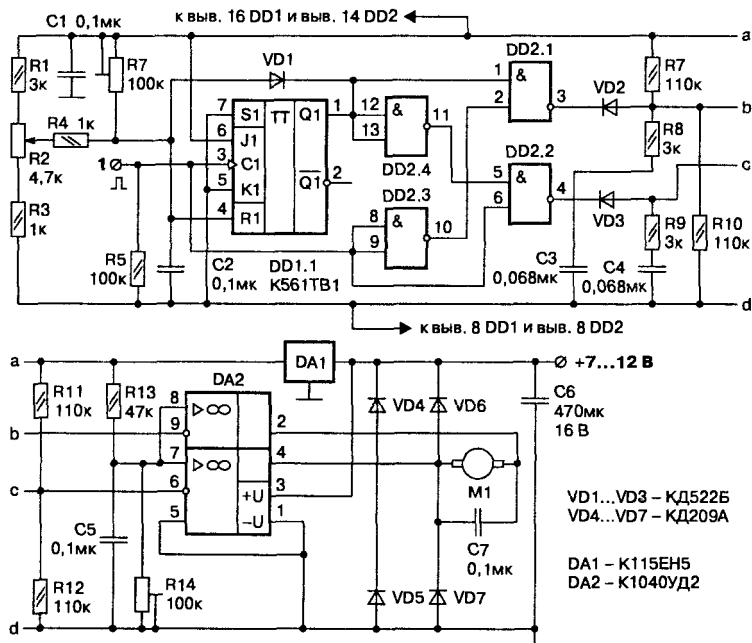 к выв. 16 DD1 и выв. 14 DD2
a
C1 0,1мк
R1
3к
R7
100к
VD1
DD2.1
1
&
2
3
VD2
R7
110к
b
R4 1к
R2
4,7к
1
R3
1к
R5
100к
7
6
3
5
4
S1
J1
C1
K1
R1
TT
Q1
Q1
1
2
12
13
&
11
DD2.4
DD2.3
8
9
&
10
DD2.2
5
6
&
4
VD3
R8
3к
c
R9
3к
R10
110к
C2
0,1мк
DD1.1
К561ТВ1
C3
0,068мк
C4
0,068мк
d
к выв. 8 DD1 и выв. 8 DD2
a
DA1
+7...12 В
R11
110к
R13
47к
DA2
8
9
7
6
5
▷∞
▷∞
+U
−U
2
4
3
1
VD4
VD6
C6
470мк
16 В
b
c
M1
C5
0,1мк
C7
0,1мк
R12
110к
R14
100к
VD5
VD7
d
VD1...VD3 – КД522Б
VD4...VD7 – КД209А
DA1 – К115ЕН5
DA2 – К1040УД2